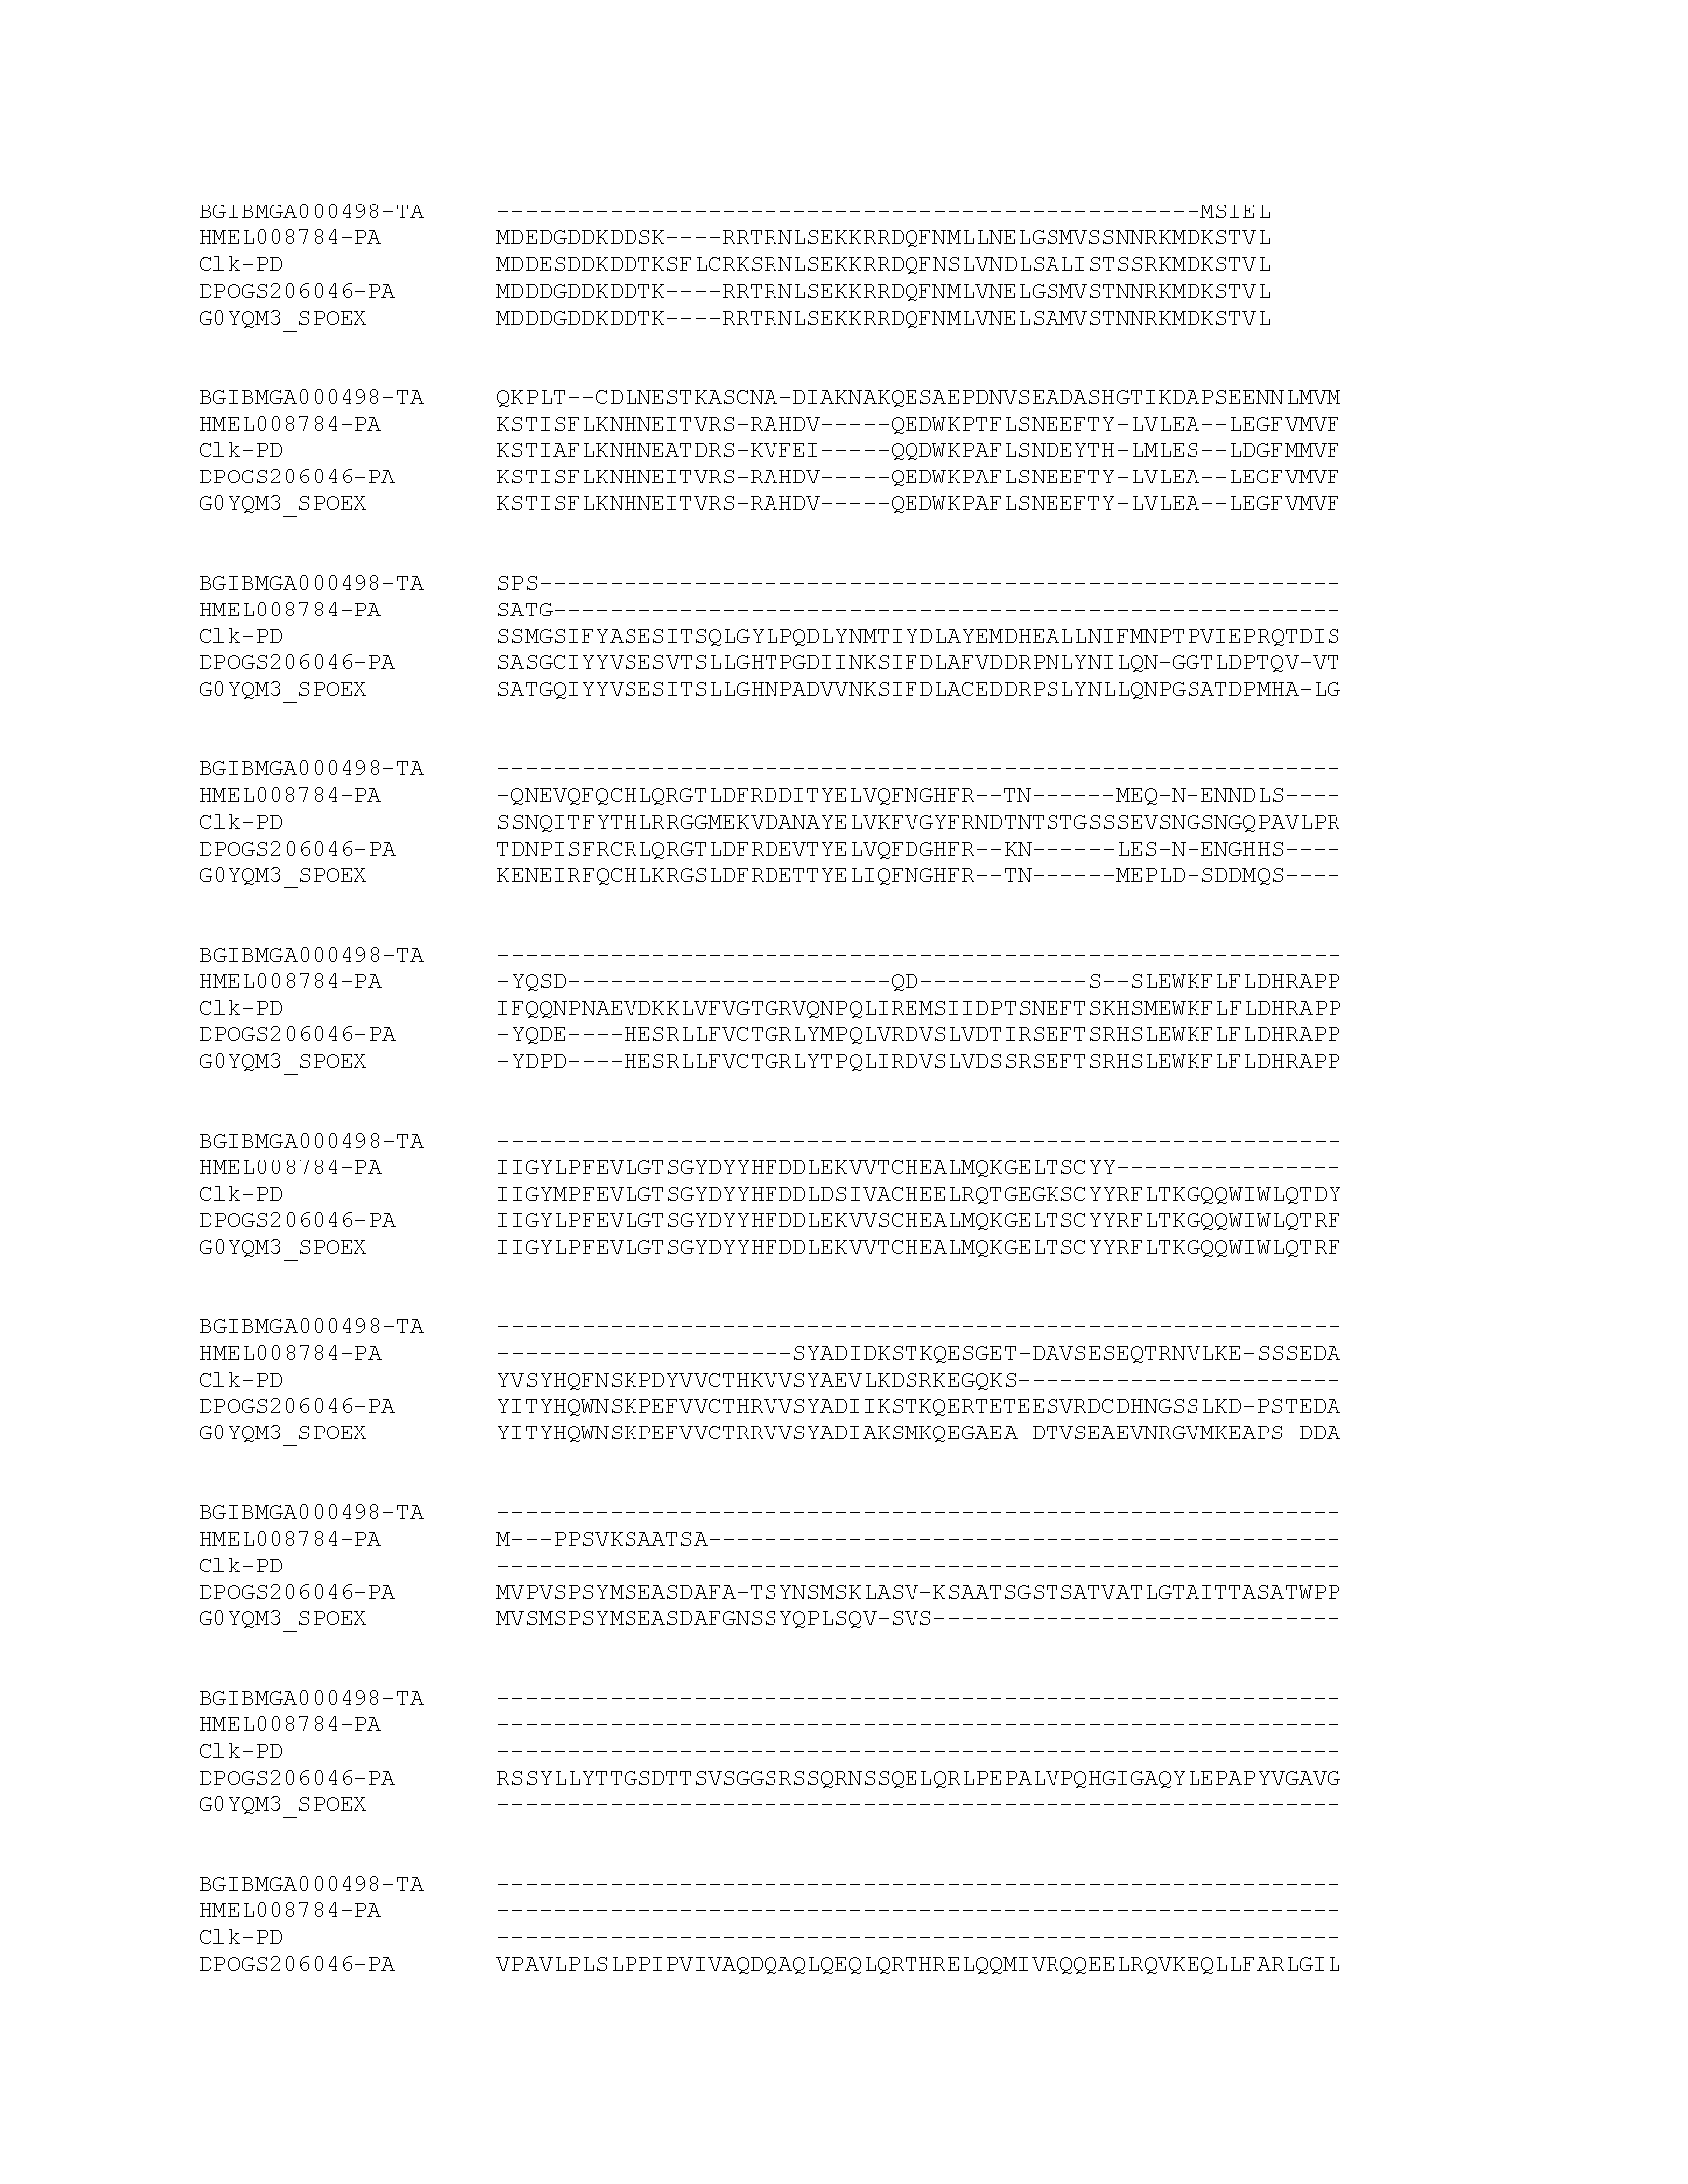 BGIBMGA000498-TA --------------------------------------------------MSIEL
HMEL008784-PA MDEDGDDKDDSK----RRTRNLSEKKRRDQFNMLLNELGSMVSSNNRKMDKSTVL
Clk-PD MDDESDDKDDTKSFLCRKSRNLSEKKRRDQFNSLVNDLSALISTSSRKMDKSTVL
DPOGS206046-PA MDDDGDDKDDTK----RRTRNLSEKKRRDQFNMLVNELGSMVSTNNRKMDKSTVL
G0YQM3_SPOEX MDDDGDDKDDTK----RRTRNLSEKKRRDQFNMLVNELSAMVSTNNRKMDKSTVL
BGIBMGA000498-TA QKPLT--CDLNESTKASCNA-DIAKNAKQESAEPDNVSEADASHGTIKDAPSEENNLMVM
HMEL008784-PA KSTISFLKNHNEITVRS-RAHDV-----QEDWKPTFLSNEEFTY-LVLEA--LEGFVMVF
Clk-PD KSTIAFLKNHNEATDRS-KVFEI-----QQDWKPAFLSNDEYTH-LMLES--LDGFMMVF
DPOGS206046-PA KSTISFLKNHNEITVRS-RAHDV-----QEDWKPAFLSNEEFTY-LVLEA--LEGFVMVF
G0YQM3_SPOEX KSTISFLKNHNEITVRS-RAHDV-----QEDWKPAFLSNEEFTY-LVLEA--LEGFVMVF
BGIBMGA000498-TA SPS---------------------------------------------------------
HMEL008784-PA SATG--------------------------------------------------------
Clk-PD SSMGSIFYASESITSQLGYLPQDLYNMTIYDLAYEMDHEALLNIFMNPTPVIEPRQTDIS
DPOGS206046-PA SASGCIYYVSESVTSLLGHTPGDIINKSIFDLAFVDDRPNLYNILQN-GGTLDPTQV-VT
G0YQM3_SPOEX SATGQIYYVSESITSLLGHNPADVVNKSIFDLACEDDRPSLYNLLQNPGSATDPMHA-LG
BGIBMGA000498-TA ------------------------------------------------------------
HMEL008784-PA -QNEVQFQCHLQRGTLDFRDDITYELVQFNGHFR--TN------MEQ-N-ENNDLS----
Clk-PD SSNQITFYTHLRRGGMEKVDANAYELVKFVGYFRNDTNTSTGSSSEVSNGSNGQPAVLPR
DPOGS206046-PA TDNPISFRCRLQRGTLDFRDEVTYELVQFDGHFR--KN------LES-N-ENGHHS----
G0YQM3_SPOEX KENEIRFQCHLKRGSLDFRDETTYELIQFNGHFR--TN------MEPLD-SDDMQS----
BGIBMGA000498-TA ------------------------------------------------------------
HMEL008784-PA -YQSD-----------------------QD------------S--SLEWKFLFLDHRAPP
Clk-PD IFQQNPNAEVDKKLVFVGTGRVQNPQLIREMSIIDPTSNEFTSKHSMEWKFLFLDHRAPP
DPOGS206046-PA -YQDE----HESRLLFVCTGRLYMPQLVRDVSLVDTIRSEFTSRHSLEWKFLFLDHRAPP
G0YQM3_SPOEX -YDPD----HESRLLFVCTGRLYTPQLIRDVSLVDSSRSEFTSRHSLEWKFLFLDHRAPP
BGIBMGA000498-TA ------------------------------------------------------------
HMEL008784-PA IIGYLPFEVLGTSGYDYYHFDDLEKVVTCHEALMQKGELTSCYY----------------
Clk-PD IIGYMPFEVLGTSGYDYYHFDDLDSIVACHEELRQTGEGKSCYYRFLTKGQQWIWLQTDY
DPOGS206046-PA IIGYLPFEVLGTSGYDYYHFDDLEKVVSCHEALMQKGELTSCYYRFLTKGQQWIWLQTRF
G0YQM3_SPOEX IIGYLPFEVLGTSGYDYYHFDDLEKVVTCHEALMQKGELTSCYYRFLTKGQQWIWLQTRF
BGIBMGA000498-TA ------------------------------------------------------------
HMEL008784-PA ---------------------SYADIDKSTKQESGET-DAVSESEQTRNVLKE-SSSEDA
Clk-PD YVSYHQFNSKPDYVVCTHKVVSYAEVLKDSRKEGQKS-----------------------
DPOGS206046-PA YITYHQWNSKPEFVVCTHRVVSYADIIKSTKQERTETEESVRDCDHNGSSLKD-PSTEDA
G0YQM3_SPOEX YITYHQWNSKPEFVVCTRRVVSYADIAKSMKQEGAEA-DTVSEAEVNRGVMKEAPS-DDA
BGIBMGA000498-TA ------------------------------------------------------------
HMEL008784-PA M---PPSVKSAATSA---------------------------------------------
Clk-PD ------------------------------------------------------------
DPOGS206046-PA MVPVSPSYMSEASDAFA-TSYNSMSKLASV-KSAATSGSTSATVATLGTAITTASATWPP
G0YQM3_SPOEX MVSMSPSYMSEASDAFGNSSYQPLSQV-SVS-----------------------------
BGIBMGA000498-TA ------------------------------------------------------------
HMEL008784-PA ------------------------------------------------------------
Clk-PD ------------------------------------------------------------
DPOGS206046-PA RSSYLLYTTGSDTTSVSGGSRSSQRNSSQELQRLPEPALVPQHGIGAQYLEPAPYVGAVG
G0YQM3_SPOEX ------------------------------------------------------------
BGIBMGA000498-TA ------------------------------------------------------------
HMEL008784-PA ------------------------------------------------------------
Clk-PD ------------------------------------------------------------
DPOGS206046-PA VPAVLPLSLPPIPVIVAQDQAQLQEQLQRTHRELQQMIVRQQEELRQVKEQLLFARLGIL